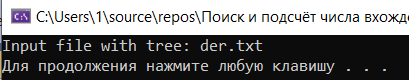 C:\Users\1\source\repos\Поиск и подсчёт числа вхожде
Input file with tree: der.txt
Для продолжения нажмите любую клавишу . . .